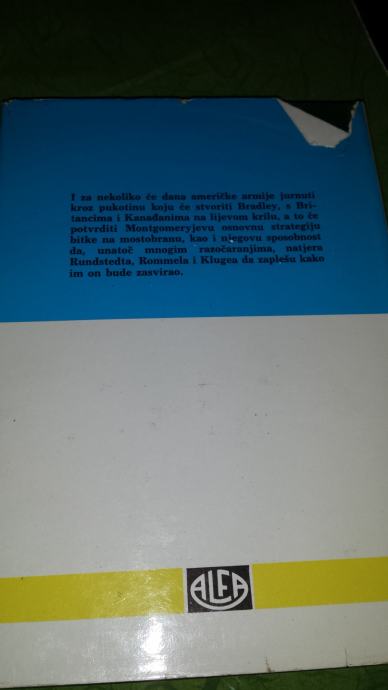 I za nekoliko će dana američke armije jurnuti
kroz pukotinu koju će stvoriti Bradley, s Bri-
tancima i Kanađanima na lijevom krilu, a to će
potvrditi Montgomeryjevu osnovnu strategiju
bitke na mostobranu, kao i njegovu sposobnost
da, unatoč mnogim razočaranjima, natjera
Rundstedta, Rommela i Klugea da zaplešu kako
im on bude zasvirao.
ALFA